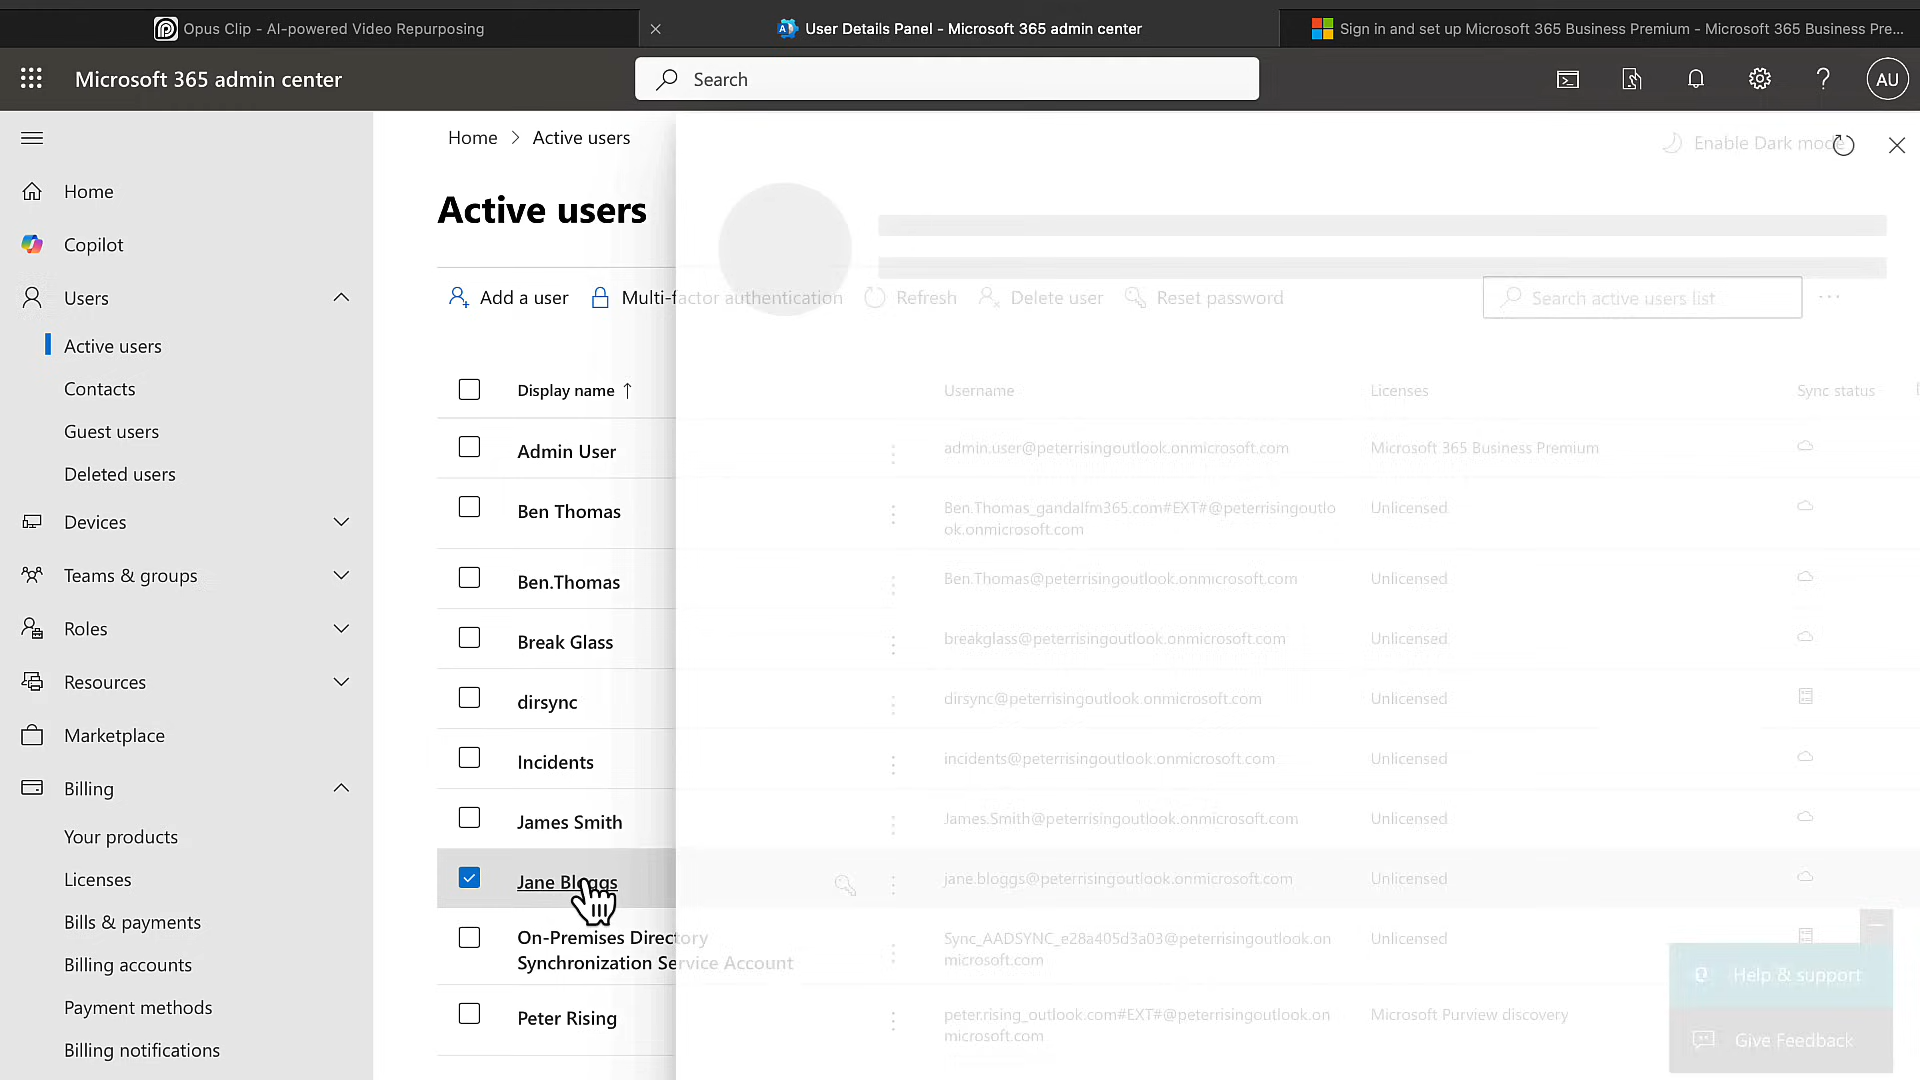 Opus Clip - AI-powered Video Repurposing
User Details Panel - Microsoft 365 admin center
Sign in and set up Microsoft 365 Business Premium - Microsoft 365 Business Pre...
Microsoft 365 admin center
Search
AU
Home
Copilot
Users
Active users
Contacts
Guest users
Deleted users
Devices
Teams & groups
Roles
Resources
Marketplace
Billing
Your products
Licenses
Bills & payments
Billing accounts
Payment methods
Billing notifications
Home > Active users
Enable Dark mode
Active users
Add a user
Multi-factor authentication
Refresh
Delete user
Reset password
Search active users list
Display name ↑
Username
Licenses
Sync status
Admin User
admin.user@peterrisingoutlook.onmicrosoft.com
Microsoft 365 Business Premium
Ben Thomas
Ben.Thomas_gandalfm365.com#EXT#@peterrisingoutlo
ok.onmicrosoft.com
Unlicensed
Ben.Thomas
Ben.Thomas@peterrisingoutlook.onmicrosoft.com
Unlicensed
Break Glass
breakglass@peterrisingoutlook.onmicrosoft.com
Unlicensed
dirsync
dirsync@peterrisingoutlook.onmicrosoft.com
Unlicensed
Incidents
incidents@peterrisingoutlook.onmicrosoft.com
Unlicensed
James Smith
James.Smith@peterrisingoutlook.onmicrosoft.com
Unlicensed
Jane Bloggs
jane.bloggs@peterrisingoutlook.onmicrosoft.com
Unlicensed
On-Premises Directory
Synchronization Service Account
Sync_AADSYNC_e28a405d3a03@peterrisingoutlook.on
microsoft.com
Unlicensed
Peter Rising
peter.rising_outlook.com#EXT#@peterrisingoutlook.on
microsoft.com
Microsoft Purview discovery
Help & support
Give Feedback